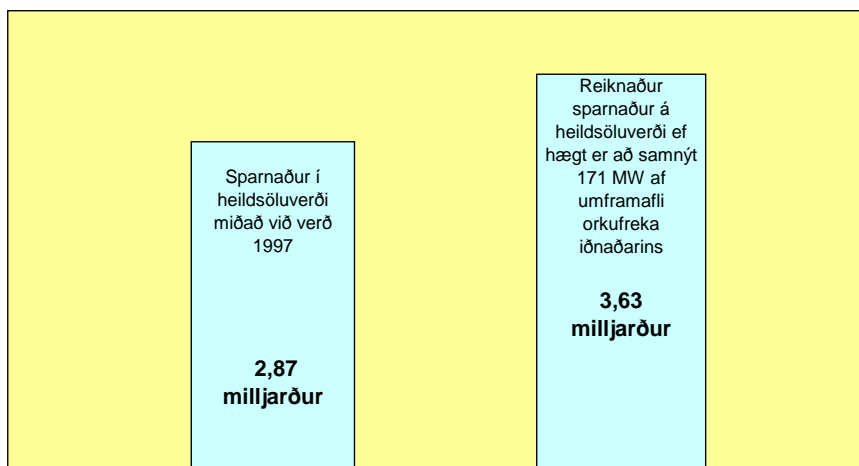 Sparnaður í
heildsöluverði
miðað við verð
1997
2,87
milljarður
Reiknaður
sparnaður á
heildsöluverði ef
hægt er að samnýt
171 MW af
umframafli
orkufreka
iðnaðarins
3,63
milljarður